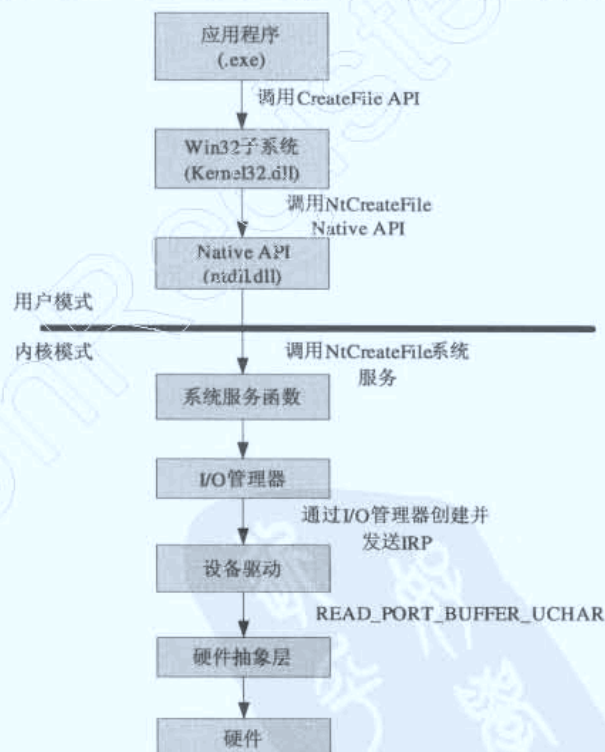 应用程序
(.exe)
调用CreateFile API
Win32子系统
(Kernel32.dll)
调用NtCreateFile
Native API
Native API
(ntdll.dll)
用户模式
内核模式
调用NtCreateFile系统
服务
系统服务函数
I/O管理器
通过I/O管理器创建并
发送IRP
设备驱动
READ_PORT_BUFFER_UCHAR
硬件抽象层
硬件